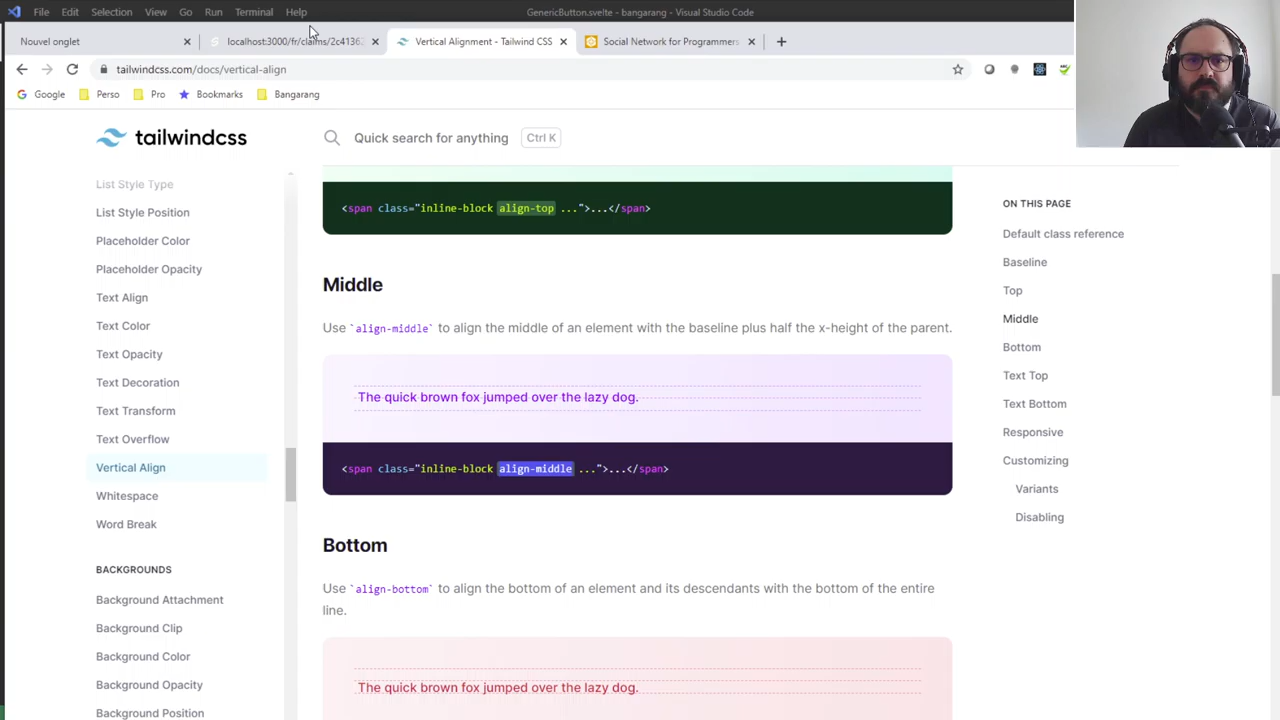 File Edit Selection View Go Run Terminal Help GenericButton.svelte - bangarang - Visual Studio Code
Nouvel onglet localhost:3000/fr/claims/2c41362 Vertical Alignment - Tailwind CSS Social Network for Programmers
tailwindcss.com/docs/vertical-align
Google Perso Pro Bookmarks Bangarang
tailwindcss Quick search for anything Ctrl K
List Style Type
List Style Position
Placeholder Color
Placeholder Opacity
Text Align
Text Color
Text Opacity
Text Decoration
Text Transform
Text Overflow
Vertical Align
Whitespace
Word Break
BACKGROUNDS
Background Attachment
Background Clip
Background Color
Background Opacity
Background Position
<span class="inline-block align-top ...">...</span>
Middle
Use `align-middle` to align the middle of an element with the baseline plus half the x-height of the parent.
The quick brown fox jumped over the lazy dog.
<span class="inline-block align-middle ...">...</span>
Bottom
Use `align-bottom` to align the bottom of an element and its descendants with the bottom of the entire
line.
The quick brown fox jumped over the lazy dog.
ON THIS PAGE
Default class reference
Baseline
Top
Middle
Bottom
Text Top
Text Bottom
Responsive
Customizing
Variants
Disabling